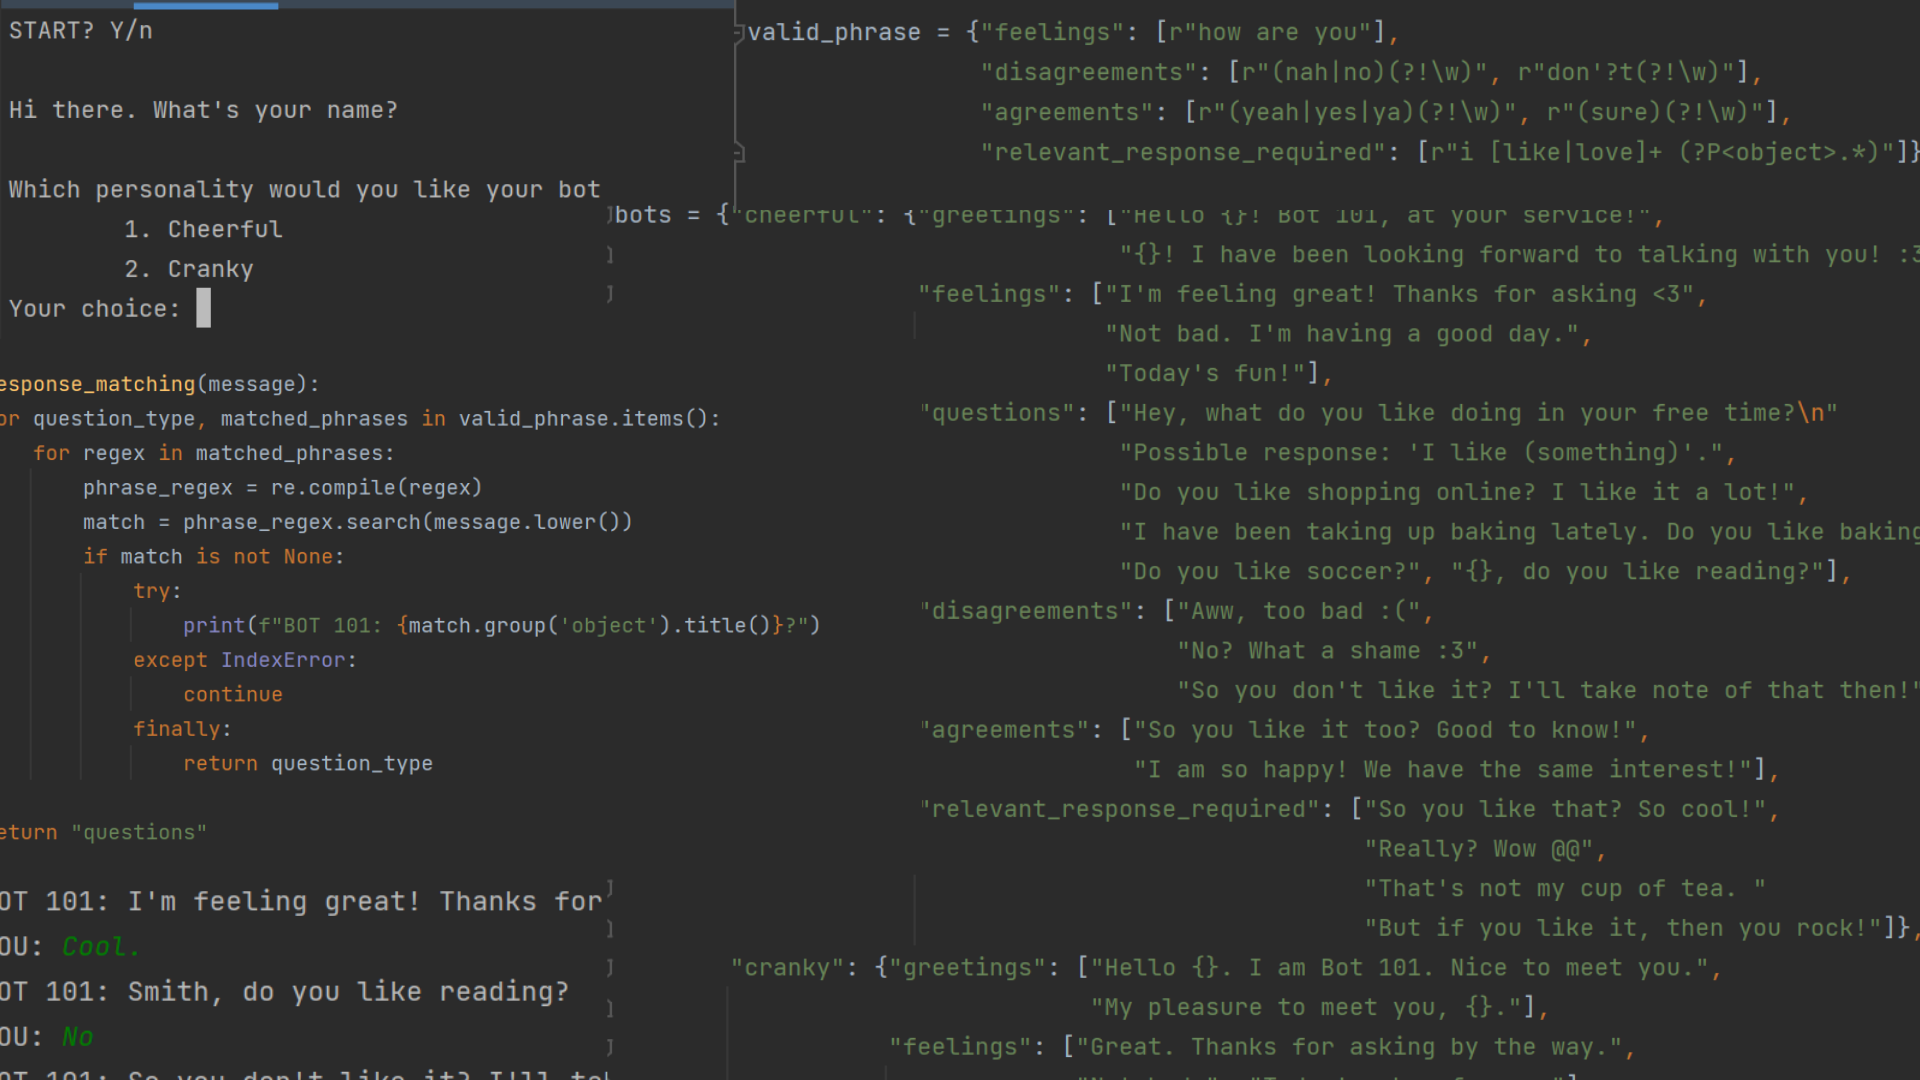 START? Y/n
Hi there. What's your name?
Which personality would you like your bot
1. Cheerful
2. Cranky
Your choice:
esponse_matching(message):
or question_type, matched_phrases in valid_phrase.items():
for regex in matched_phrases:
phrase_regex = re.compile(regex)
match = phrase_regex.search(message.lower())
if match is not None:
try:
print(f"BOT 101: {match.group('object').title()}?")
except IndexError:
continue
finally:
return question_type
eturn "questions"
OT 101: I'm feeling great! Thanks for
OU: Cool.
OT 101: Smith, do you like reading?
OU: No
OT 101: So you don't like it? I'll
valid_phrase = {"feelings": [r"how are you"],
"disagreements": [r"(nah|no)(?!\w)", r"don'?t(?!\w)"],
"agreements": [r"(yeah|yes|ya)(?!\w)", r"(sure)(?!\w)"],
"relevant_response_required": [r"i [like|love]+ (?P<object>.*)"]}
bots = {"cheerful": {"greetings": ["Hello {}! Bot 101, at your service!",
"{}! I have been looking forward to talking with you! :3
"feelings": ["I'm feeling great! Thanks for asking <3",
"Not bad. I'm having a good day.",
"Today's fun!"],
"questions": ["Hey, what do you like doing in your free time?\n"
"Possible response: 'I like (something)'.",
"Do you like shopping online? I like it a lot!",
"I have been taking up baking lately. Do you like baking
"Do you like soccer?", "{}, do you like reading?"],
"disagreements": ["Aww, too bad :(",
"No? What a shame :3",
"So you don't like it? I'll take note of that then!"
"agreements": ["So you like it too? Good to know!",
"I am so happy! We have the same interest!"],
"relevant_response_required": ["So you like that? So cool!",
"Really? Wow @@",
"That's not my cup of tea. "
"But if you like it, then you rock!"]},
"cranky": {"greetings": ["Hello {}. I am Bot 101. Nice to meet you.",
"My pleasure to meet you, {}."],
"feelings": ["Great. Thanks for asking by the way.",